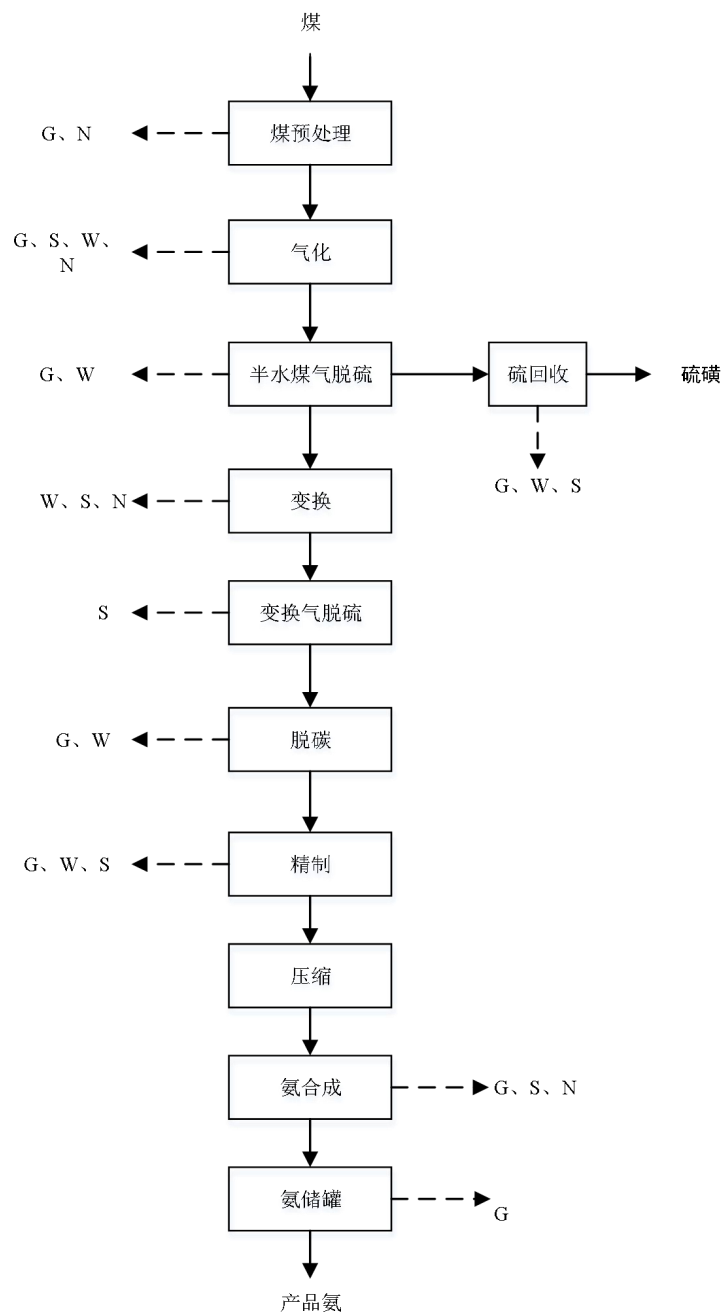 煤
G、N
煤预处理
G、S、W、
N
气化
G、W
半水煤气脱硫
硫回收
硫磺
G、W、S
W、S、N
变换
S
变换气脱硫
G、W
脱碳
G、W、S
精制
压缩
氨合成
G、S、N
氨储罐
G
产品氨